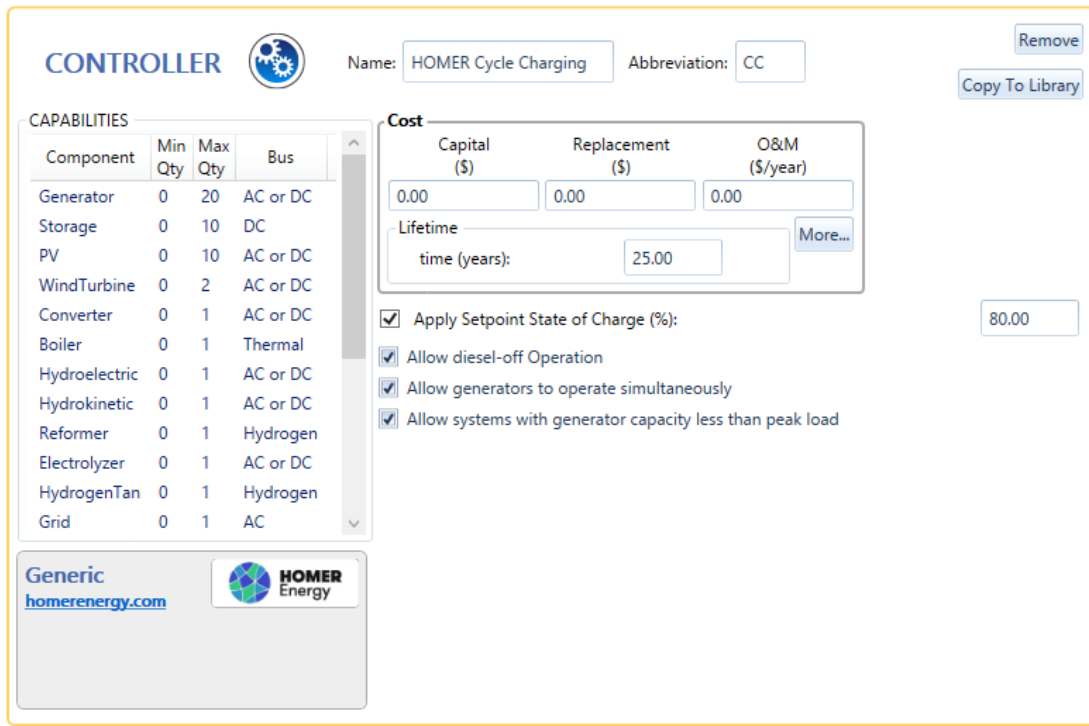 CONTROLLER
Name: HOMER Cycle Charging Abbreviation: CC
Remove
Copy To Library
CAPABILITIES
Component Min Qty Max Qty Bus
Generator 0 20 AC or DC
Storage 0 10 DC
PV 0 10 AC or DC
WindTurbine 0 2 AC or DC
Converter 0 1 AC or DC
Boiler 0 1 Thermal
Hydroelectric 0 1 AC or DC
Hydrokinetic 0 1 AC or DC
Reformer 0 1 Hydrogen
Electrolyzer 0 1 AC or DC
HydrogenTan 0 1 Hydrogen
Grid 0 1 AC
Cost
Capital ($) Replacement ($) O&M ($/year)
0.00 0.00 0.00
Lifetime
time (years): 25.00
More...
Apply Setpoint State of Charge (%): 80.00
Allow diesel-off Operation
Allow generators to operate simultaneously
Allow systems with generator capacity less than peak load
Generic
homerenergy.com
HOMER
Energy